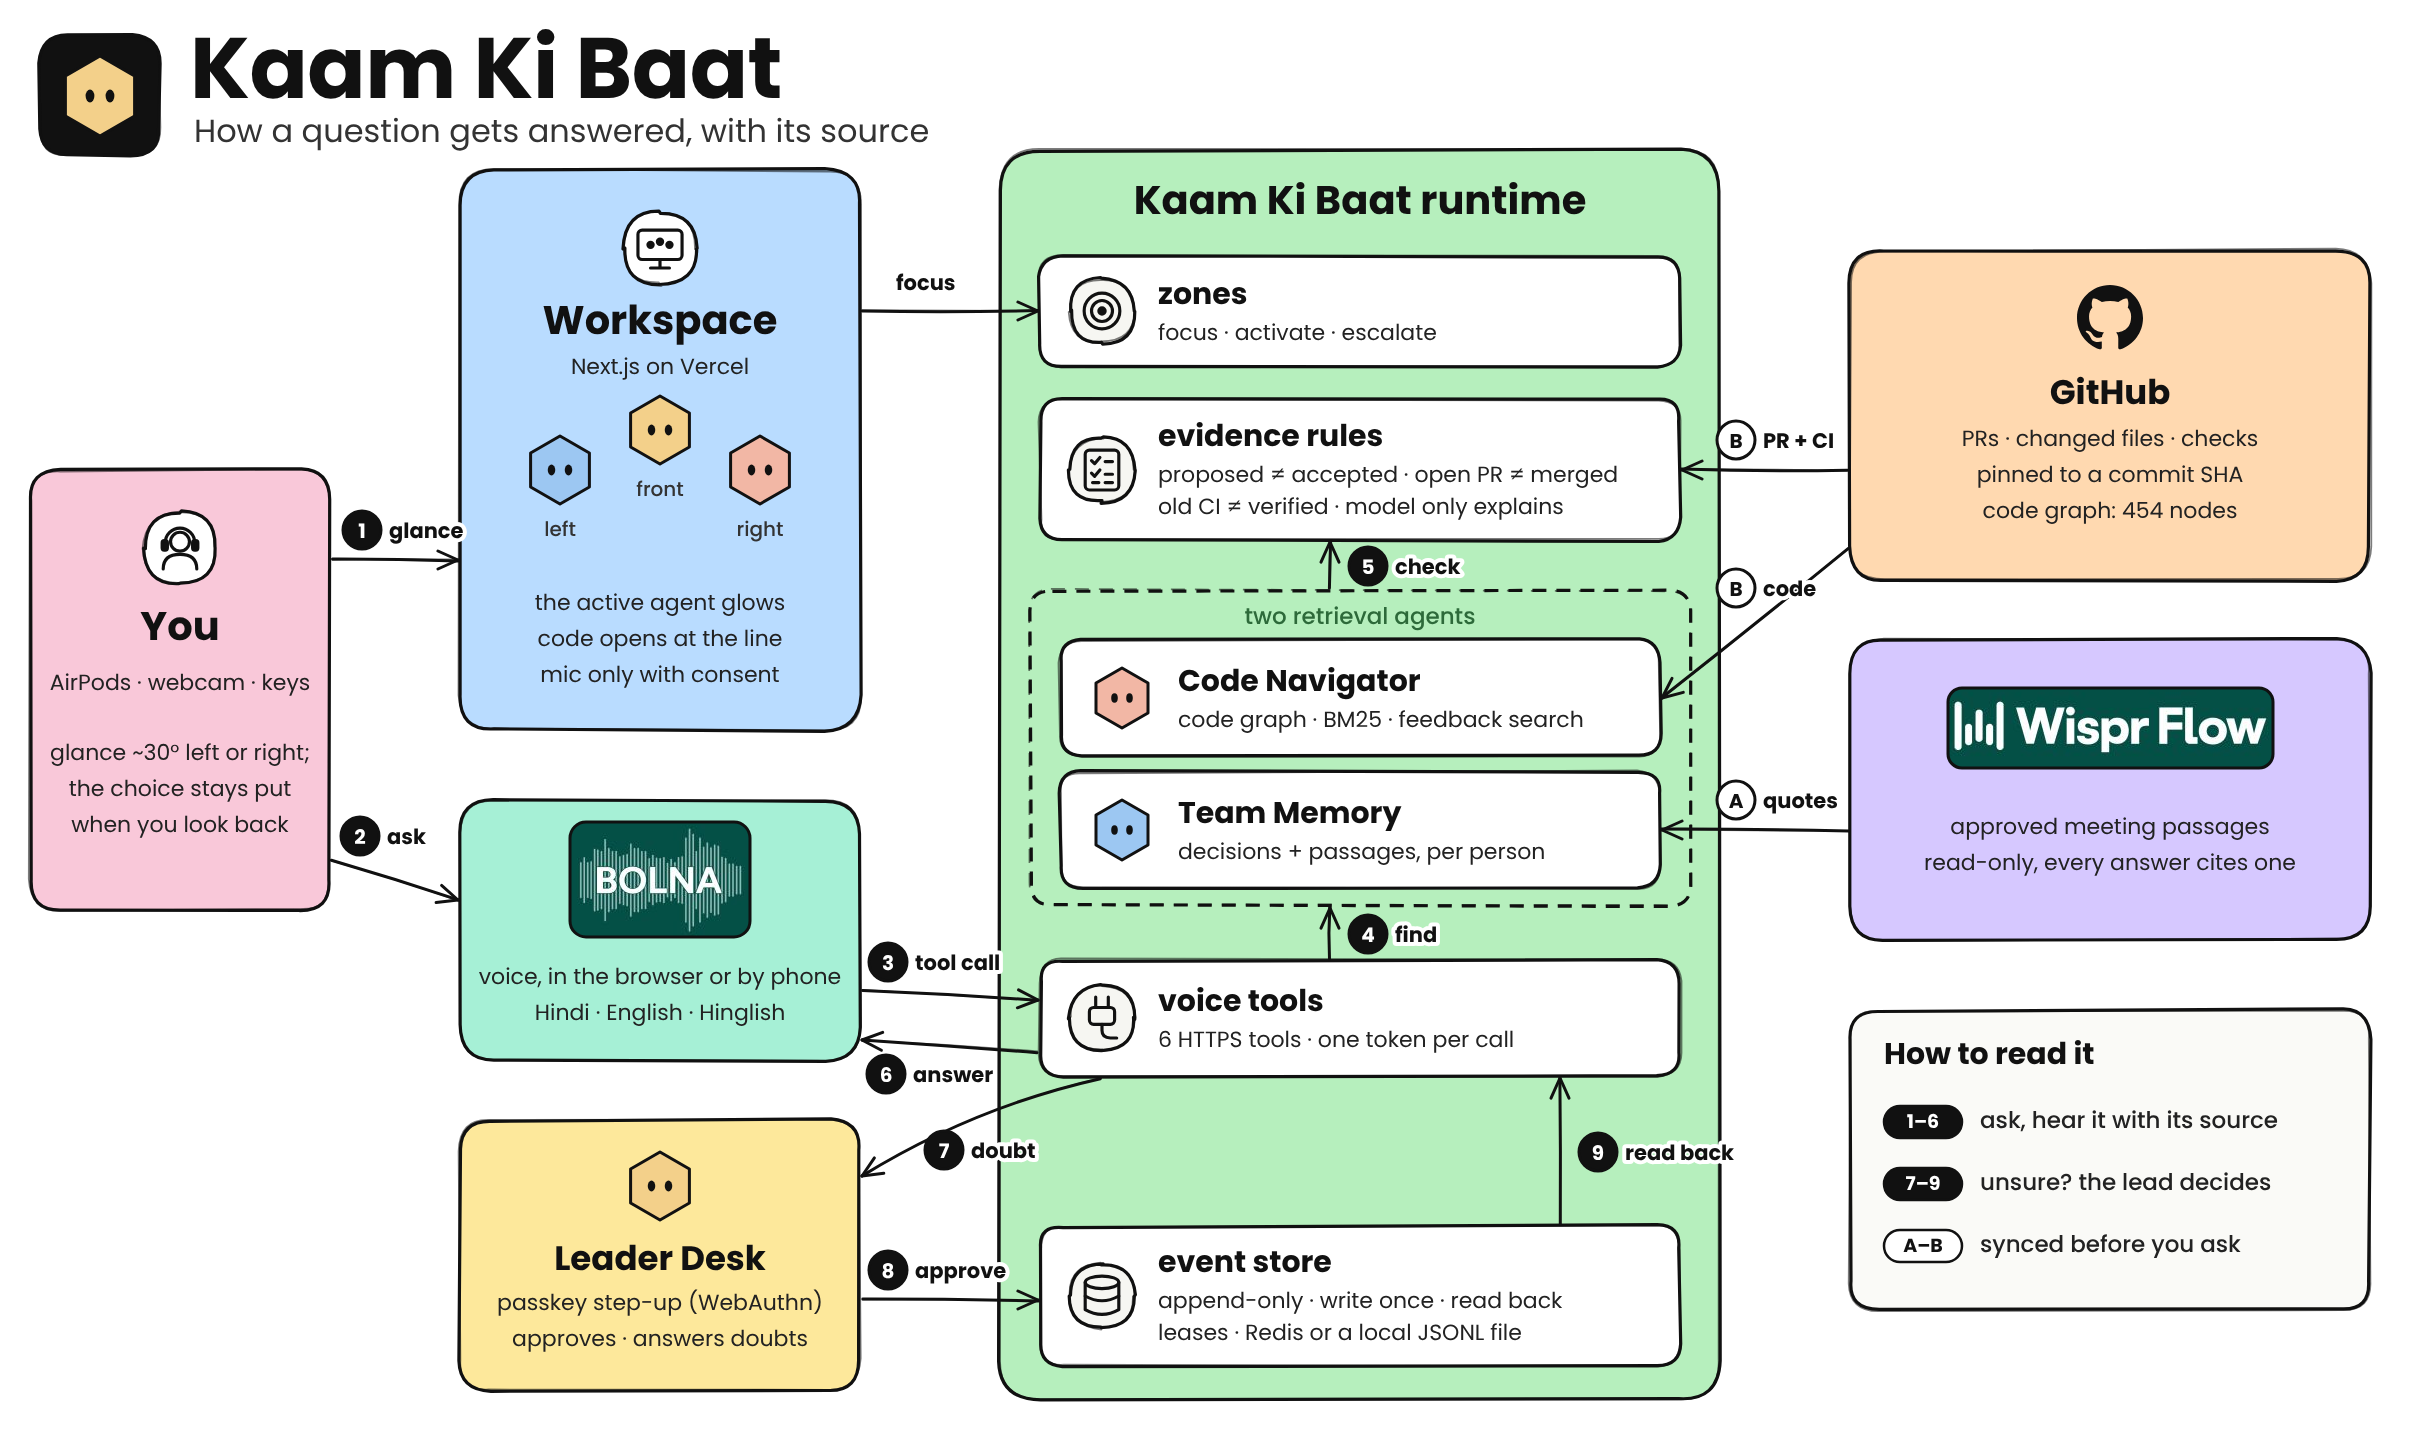 Kaam Ki Baat
How a question gets answered, with its source
You
AirPods · webcam · keys
glance ~30° left or right;
the choice stays put
when you look back
1 glance
2 ask
Workspace
Next.js on Vercel
front
left
right
the active agent glows
code opens at the line
mic only with consent
focus
BOLNA
voice, in the browser or by phone
Hindi · English · Hinglish
3 tool call
6 answer
7 doubt
Leader Desk
passkey step-up (WebAuthn)
approves · answers doubts
8 approve
Kaam Ki Baat runtime
zones
focus · activate · escalate
evidence rules
proposed ≠ accepted · open PR ≠ merged
old CI ≠ verified · model only explains
5 check
two retrieval agents
Code Navigator
code graph · BM25 · feedback search
Team Memory
decisions + passages, per person
4 find
voice tools
6 HTTPS tools · one token per call
9 read back
event store
append-only · write once · read back
leases · Redis or a local JSONL file
B PR + CI
B code
A quotes
GitHub
PRs · changed files · checks
pinned to a commit SHA
code graph: 454 nodes
Wispr Flow
approved meeting passages
read-only, every answer cites one
How to read it
1–6 ask, hear it with its source
7–9 unsure? the lead decides
A–B synced before you ask